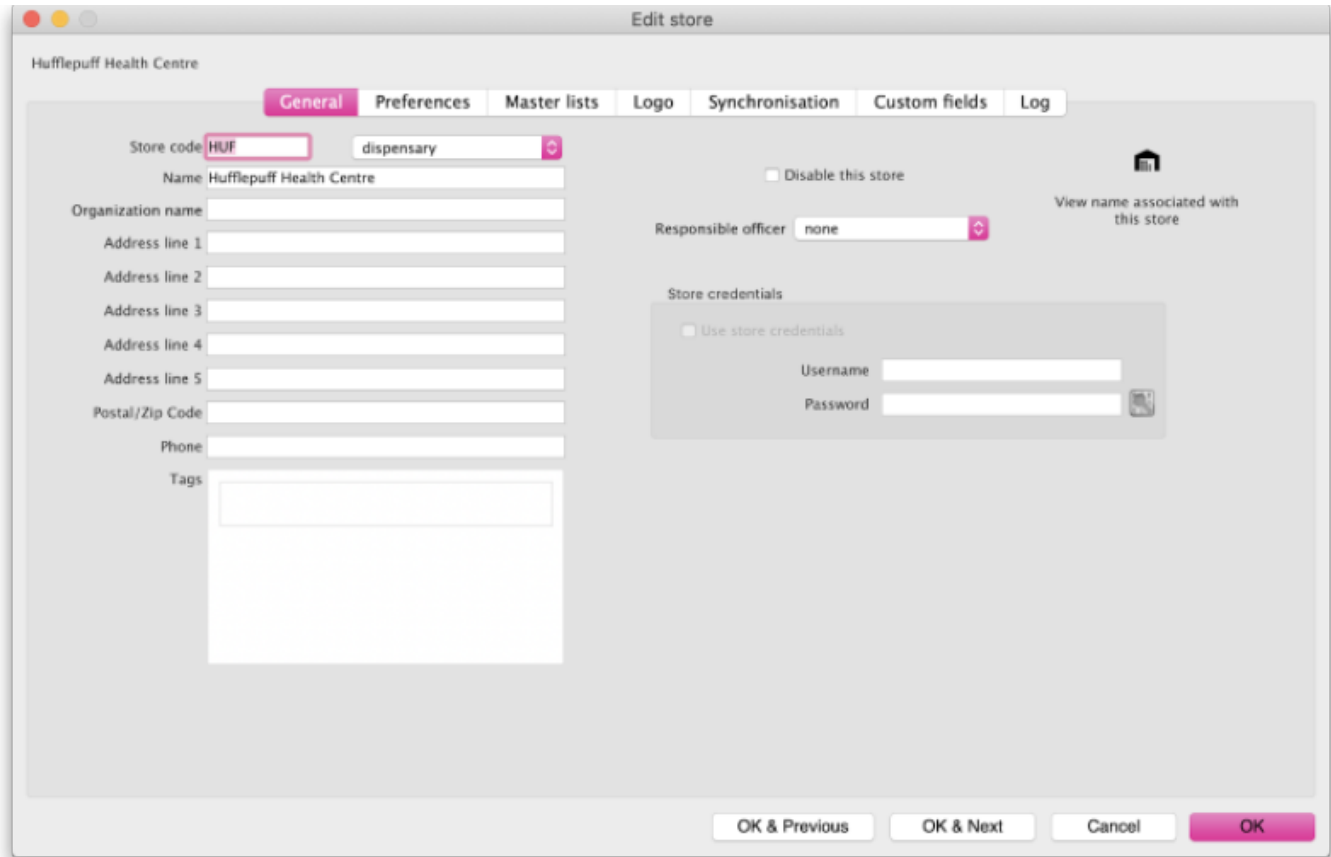 Edit store
Hufflepuff Health Centre
General Preferences Master lists Logo Synchronisation Custom fields Log
Store code HUF dispensary
Name Hufflepuff Health Centre
Organization name
Address line 1
Address line 2
Address line 3
Address line 4
Address line 5
Postal/Zip Code
Phone
Tags
Disable this store
Responsible officer none
View name associated with
this store
Store credentials
Use store credentials
Username
Password
OK & Previous OK & Next Cancel OK